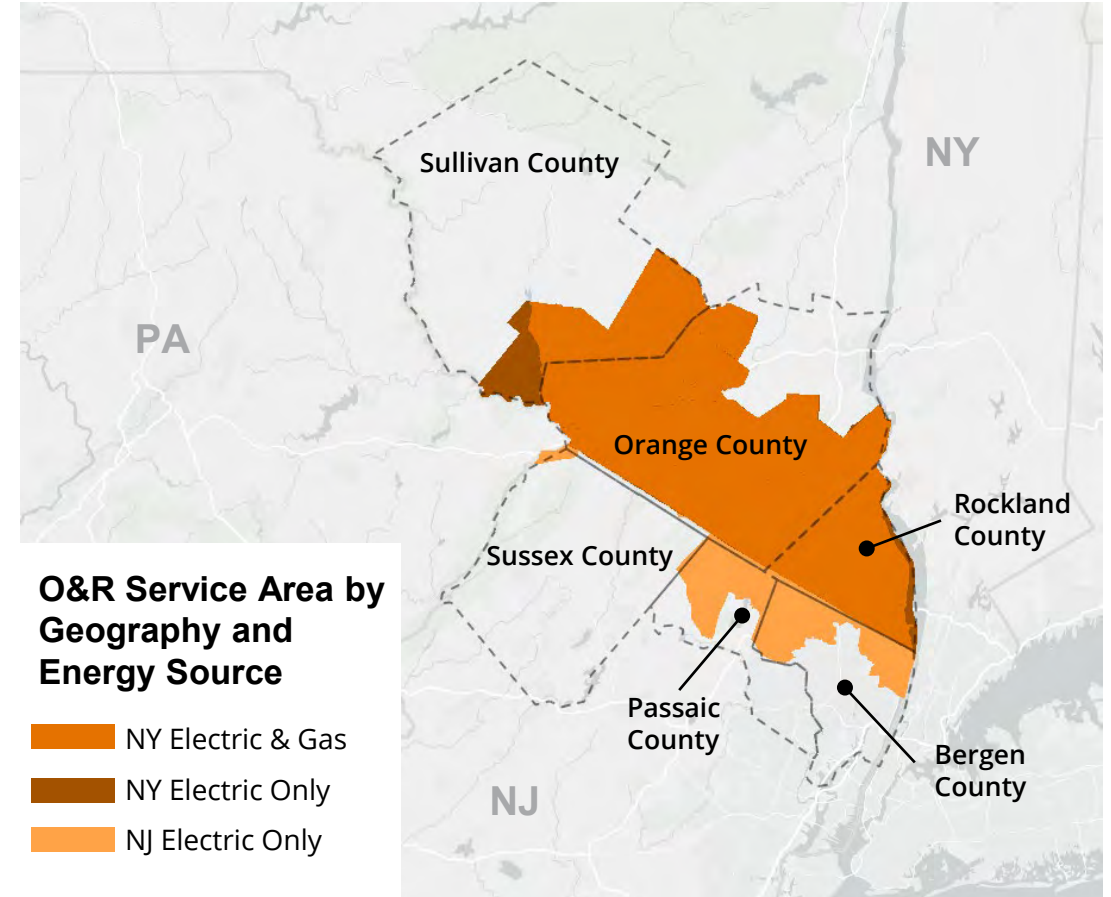 NY
Sullivan County
PA
Orange County
Rockland
County
Sussex County
O&R Service Area by
Geography and
Energy Source
Passaic
County
NY Electric & Gas
Bergen
County
NY Electric Only
NJ
NJ Electric Only